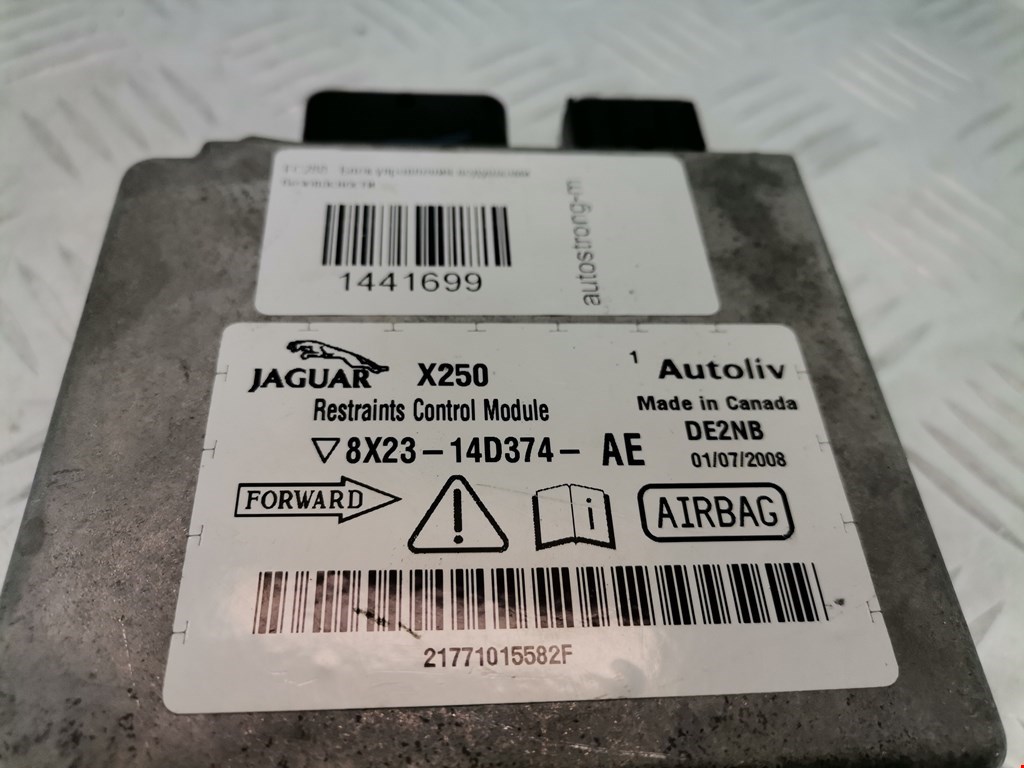 1441699
autostrong-m
JAGUAR X250
1 Autoliv
Restraints Control Module
Made in Canada
8X23-14D374- AE
DE2NB
01/07/2008
FORWARD
i
AIRBAG
21771015582F